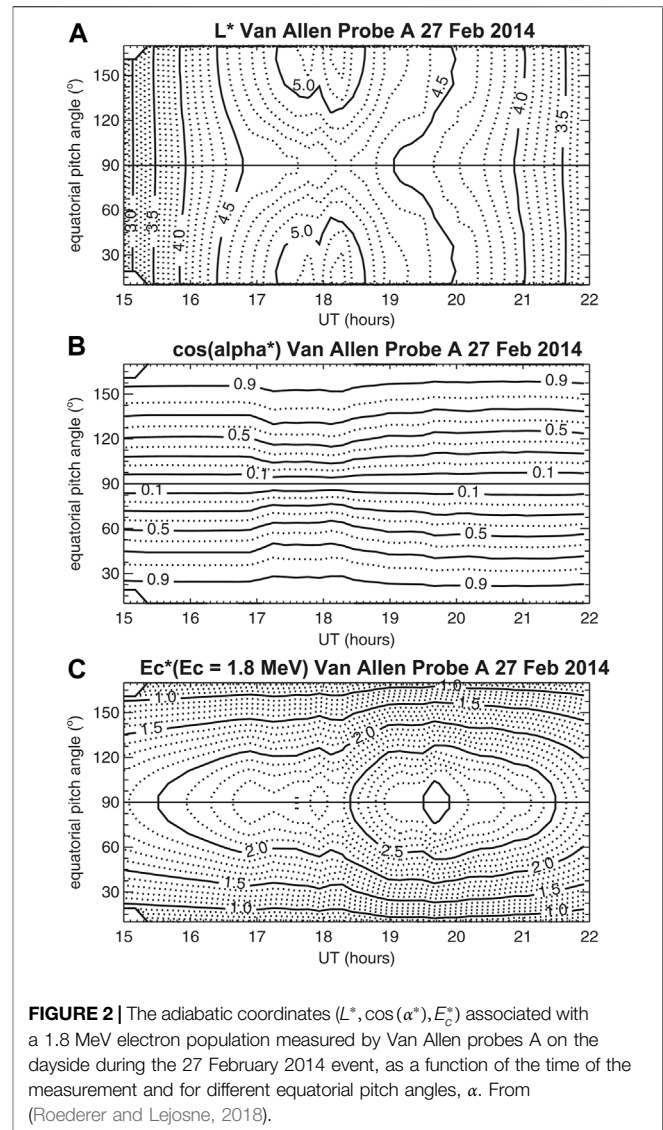 A
L* Van Allen Probe A 27 Feb 2014
equatorial pitch angle (°)
150
120
90
60
30
3.0
3.5
4.0
4.5
5.0
5.0
4.5
4.0
3.5
15 16 17 18 19 20 21 22
UT (hours)
B
cos(alpha*) Van Allen Probe A 27 Feb 2014
equatorial pitch angle (°)
150
120
90
60
30
0.9 0.9
0.5 0.5
0.1 0.1
0.1 0.1
0.5 0.5
0.9 0.9
15 16 17 18 19 20 21 22
UT (hours)
C
Ec*(Ec = 1.8 MeV) Van Allen Probe A 27 Feb 2014
equatorial pitch angle (°)
150
120
90
60
30
1.0 1.0
1.5 1.5
2.0
2.0 2.5 2.0
1.5 1.5
1.0 1.0
15 16 17 18 19 20 21 22
UT (hours)
FIGURE 2 | The adiabatic coordinates (L*, cos(α*), E*c) associated with
a 1.8 MeV electron population measured by Van Allen probes A on the
dayside during the 27 February 2014 event, as a function of the time of the
measurement and for different equatorial pitch angles, α. From
(Roederer and Lejosne, 2018).